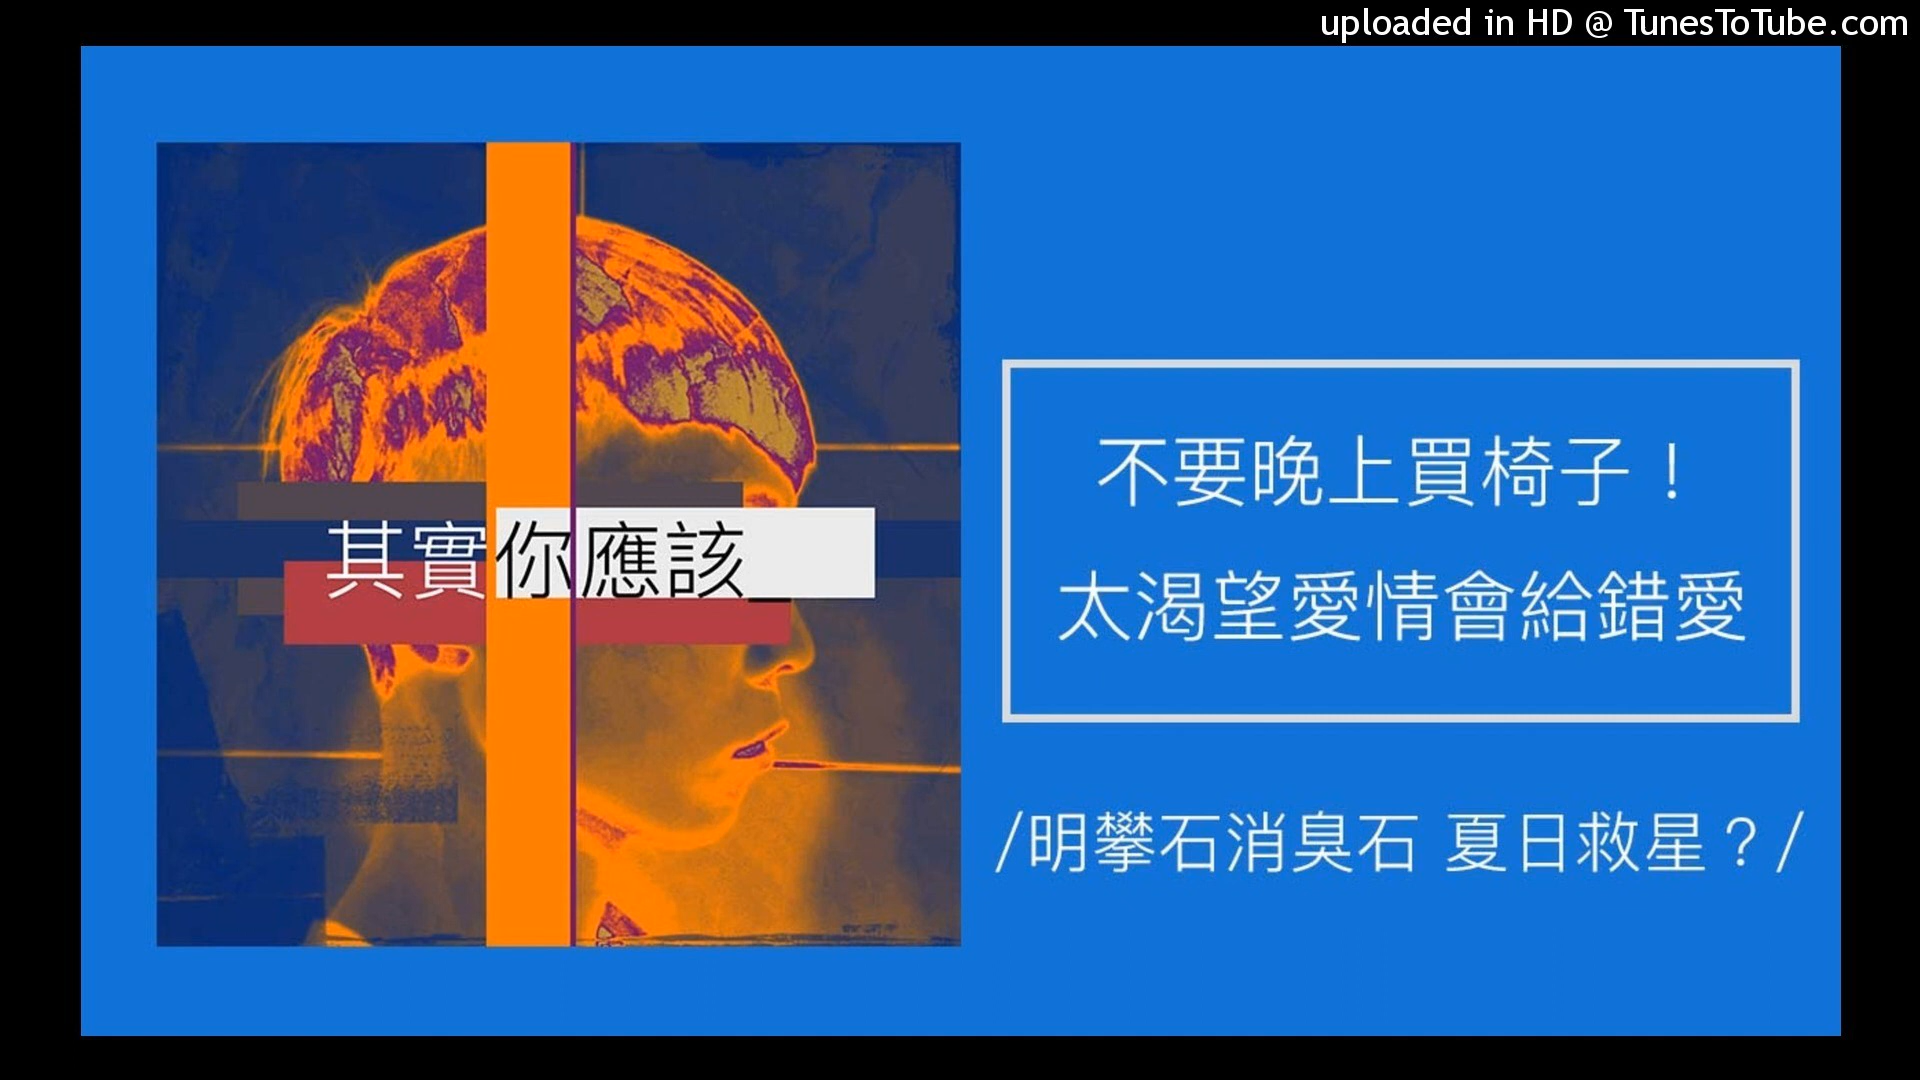 uploaded in HD @ TunesToTube.com
其實你應該_
不要晚上買椅子！
太渴望愛情會給錯愛
/明攀石消臭石 夏日救星？/